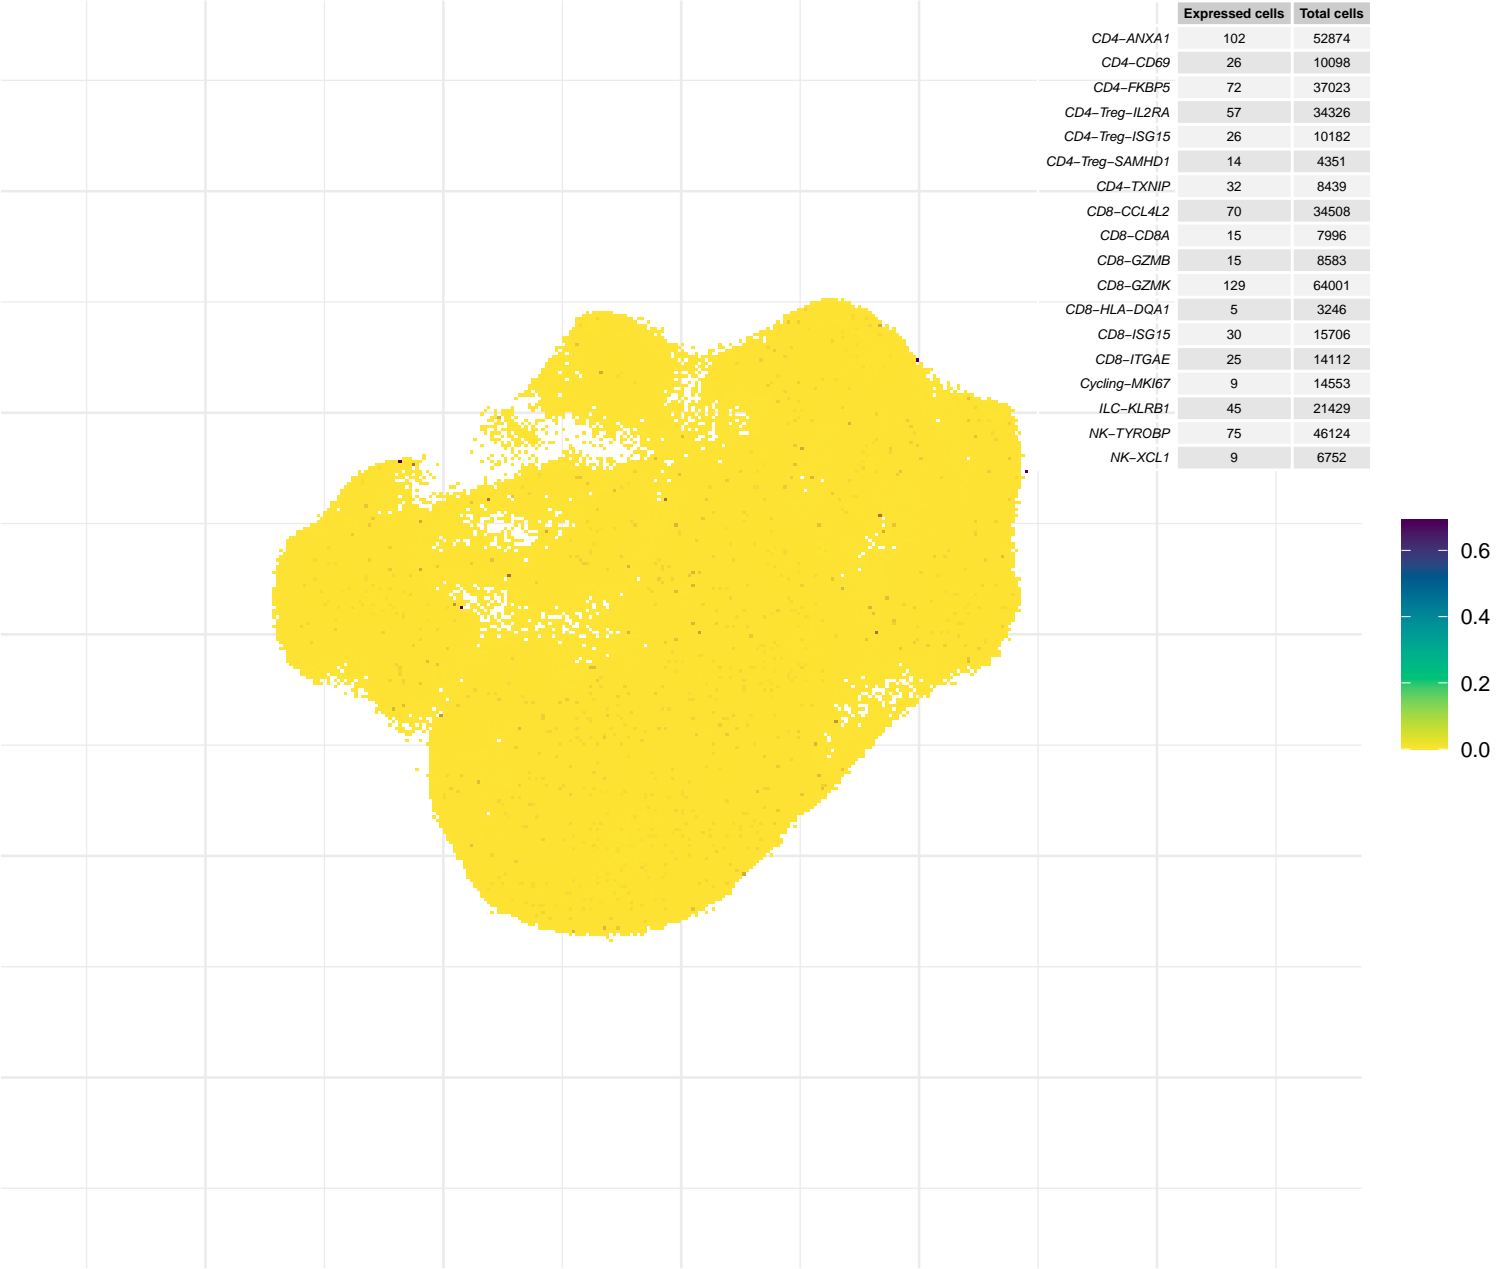 Expressed cells Total cells
CD4−ANXA1 102 52874
CD4−CD69 26 10098
CD4−FKBP5 72 37023
CD4−Treg−IL2RA 57 34326
CD4−Treg−ISG15 26 10182
CD4−Treg−SAMHD1 14 4351
CD4−TXNIP 32 8439
CD8−CCL4L2 70 34508
CD8−CD8A 15 7996
CD8−GZMB 15 8583
CD8−GZMK 129 64001
CD8−HLA−DQA1 5 3246
CD8−ISG15 30 15706
CD8−ITGAE 25 14112
Cycling−MKI67 9 14553
ILC−KLRB1 45 21429
NK−TYROBP 75 46124
NK−XCL1 9 6752
0.6
0.4
0.2
0.0